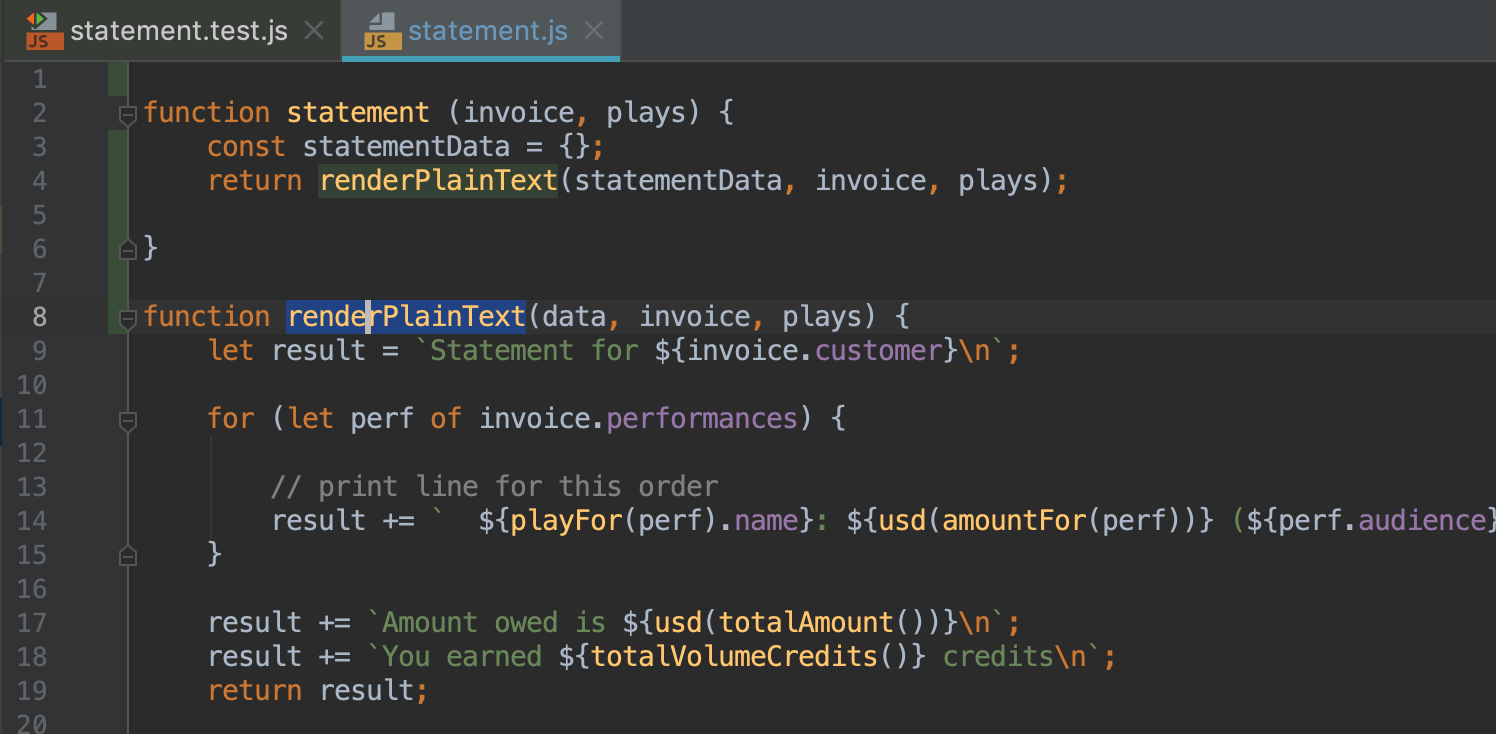 JS statement.test.js JS statement.js
1
2 function statement (invoice, plays) {
3     const statementData = {};
4     return renderPlainText(statementData, invoice, plays);
5
6 }
7
8 function renderPlainText(data, invoice, plays) {
9     let result = `Statement for ${invoice.customer}\n`;
10
11     for (let perf of invoice.performances) {
12
13         // print line for this order
14         result += `  ${playFor(perf).name}: ${usd(amountFor(perf))} (${perf.audience}
15     }
16
17     result += `Amount owed is ${usd(totalAmount())}\n`;
18     result += `You earned ${totalVolumeCredits()} credits\n`;
19     return result;
20